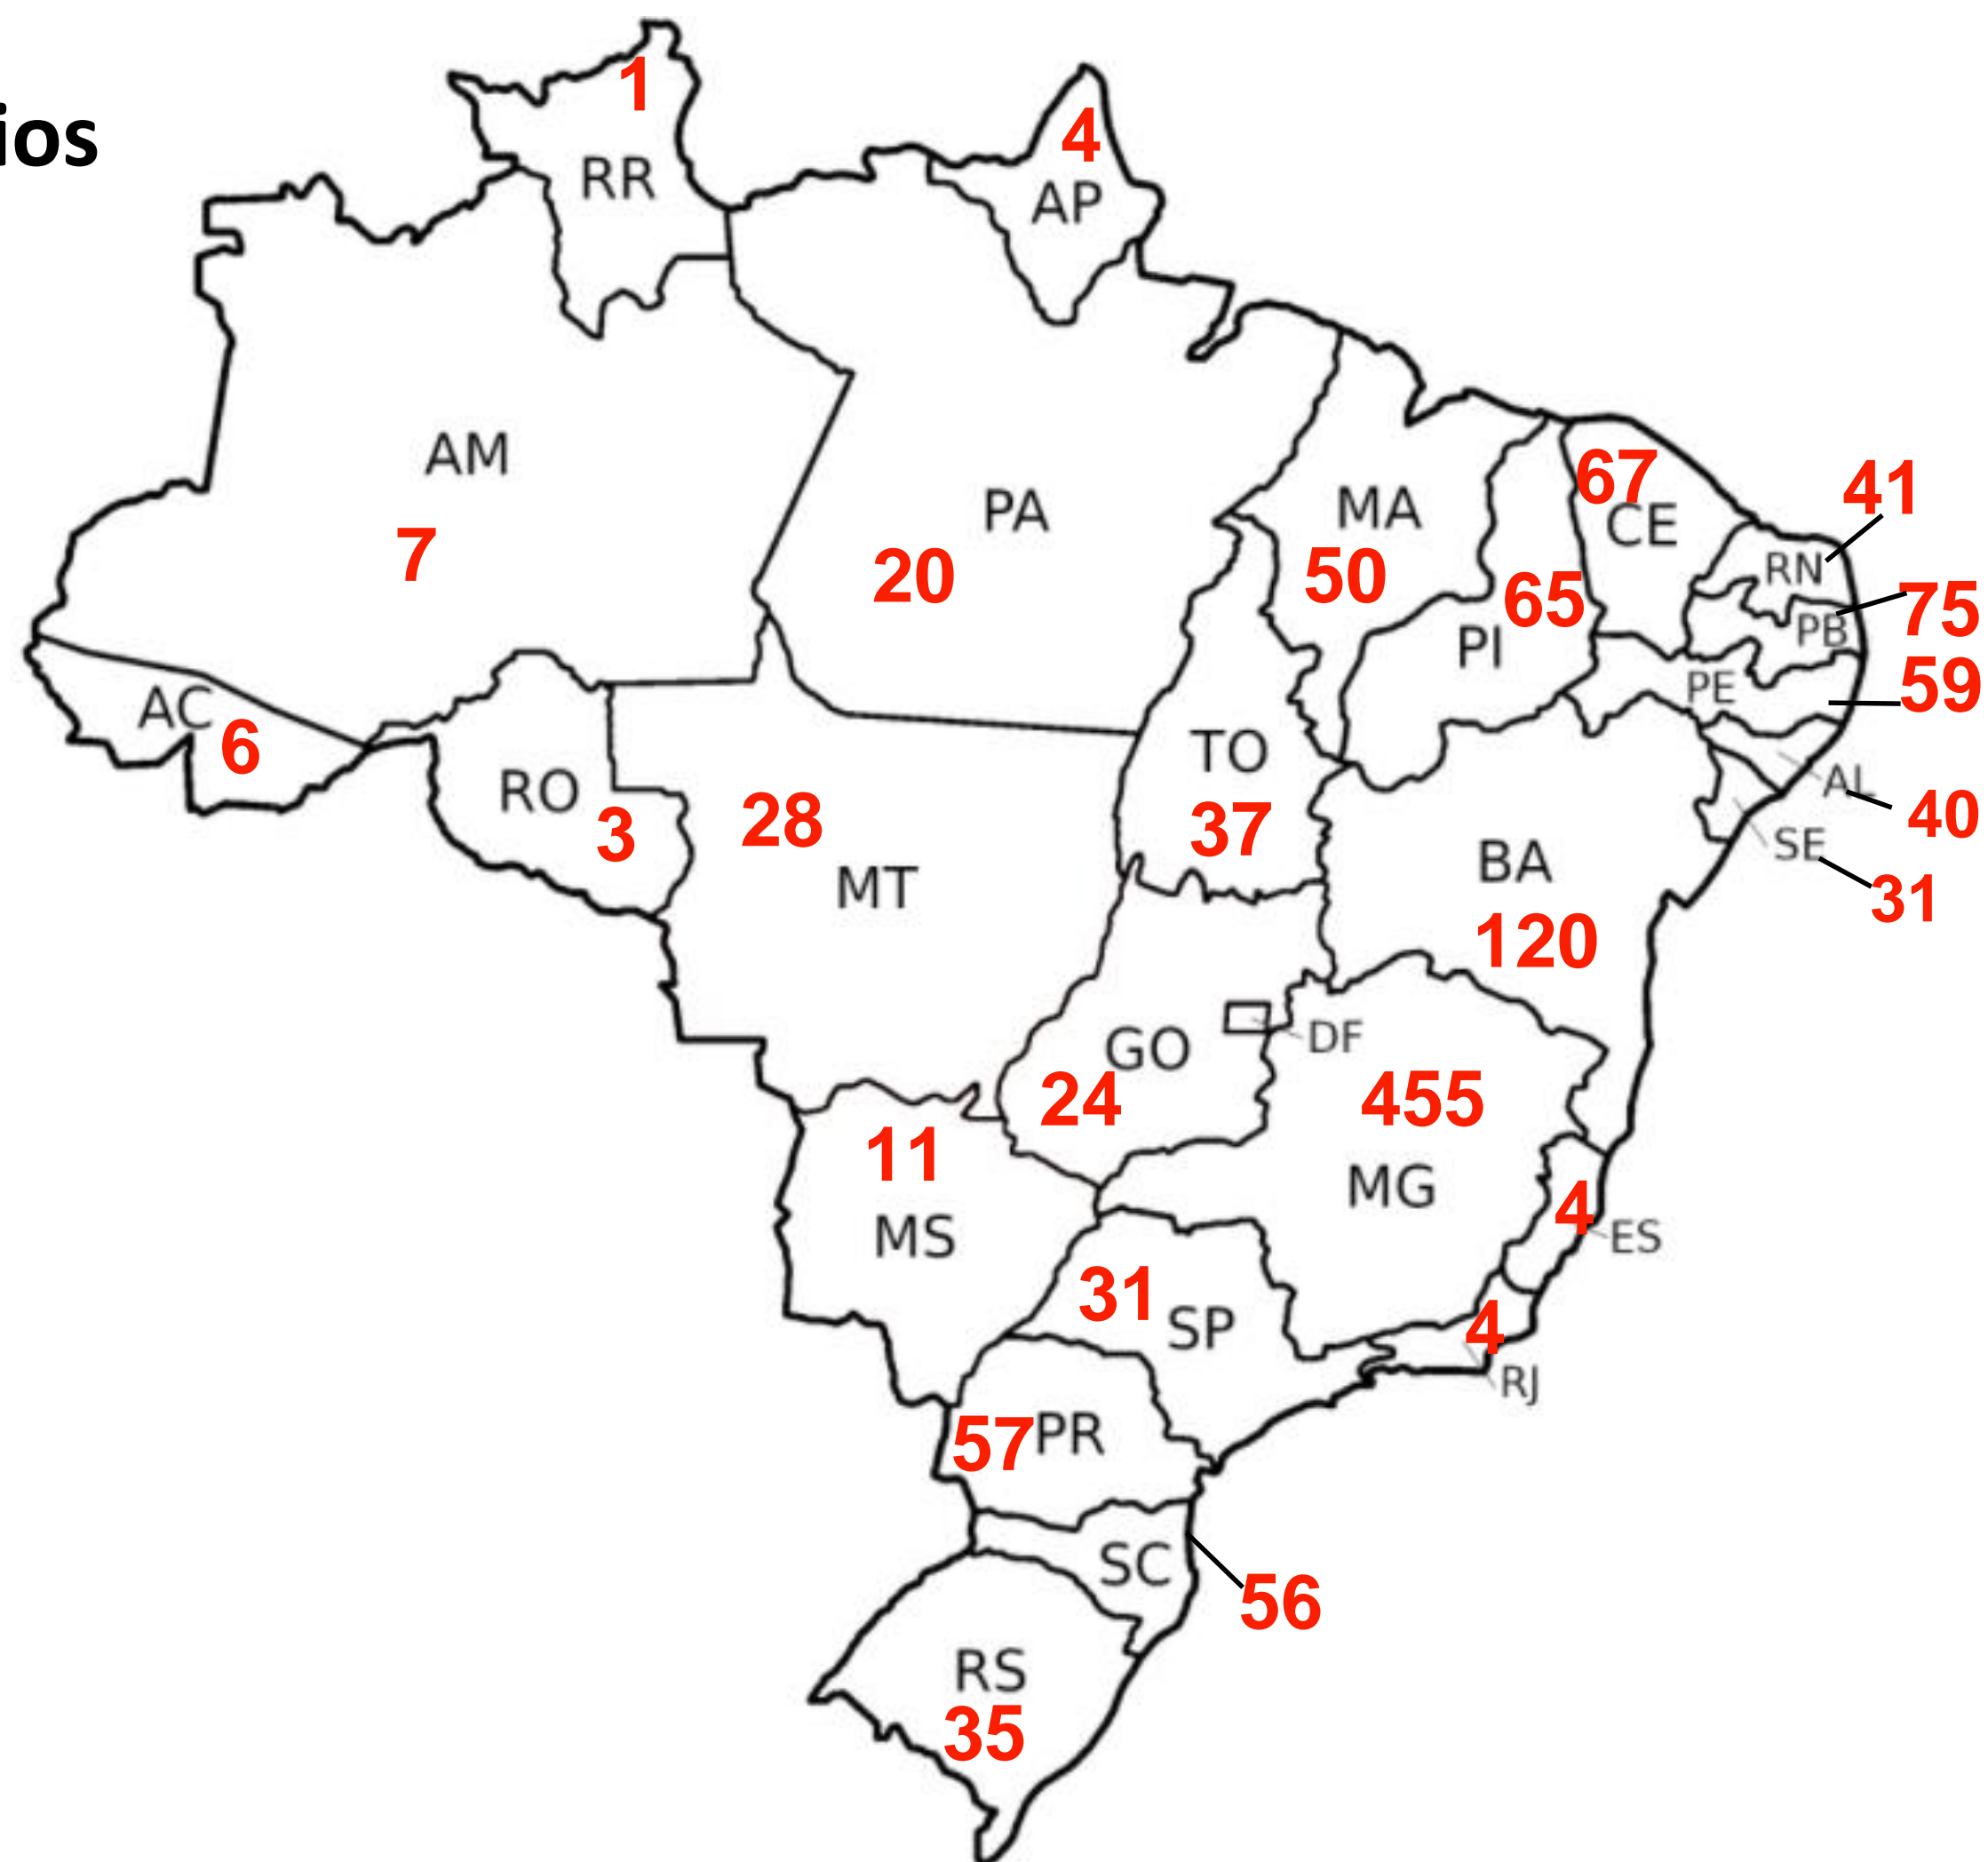 ios
1
RR
4
AP
AM
7
PA
20
MA
50
67
CE
41
RN
65
PI
75
PB
59
PE
AC
6
RO
3
28
MT
TO
37
AL
40
SE
31
BA
120
GO
24
DF
455
MG
11
MS
4
ES
31
SP
4
RJ
57
PR
SC
56
RS
35